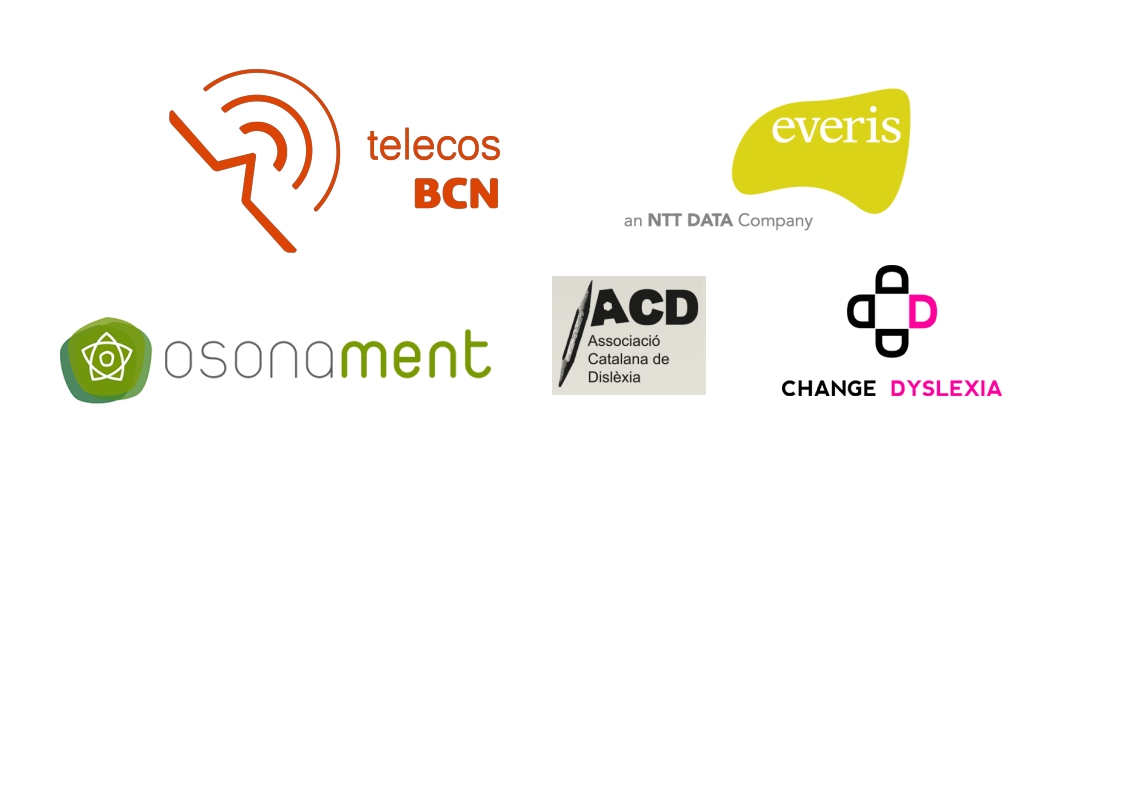 telecos
BCN
everis
an NTT DATA Company
osonament
ACD
Associació
Catalana de
Dislèxia
D
D
D
D
CHANGE DYSLEXIA